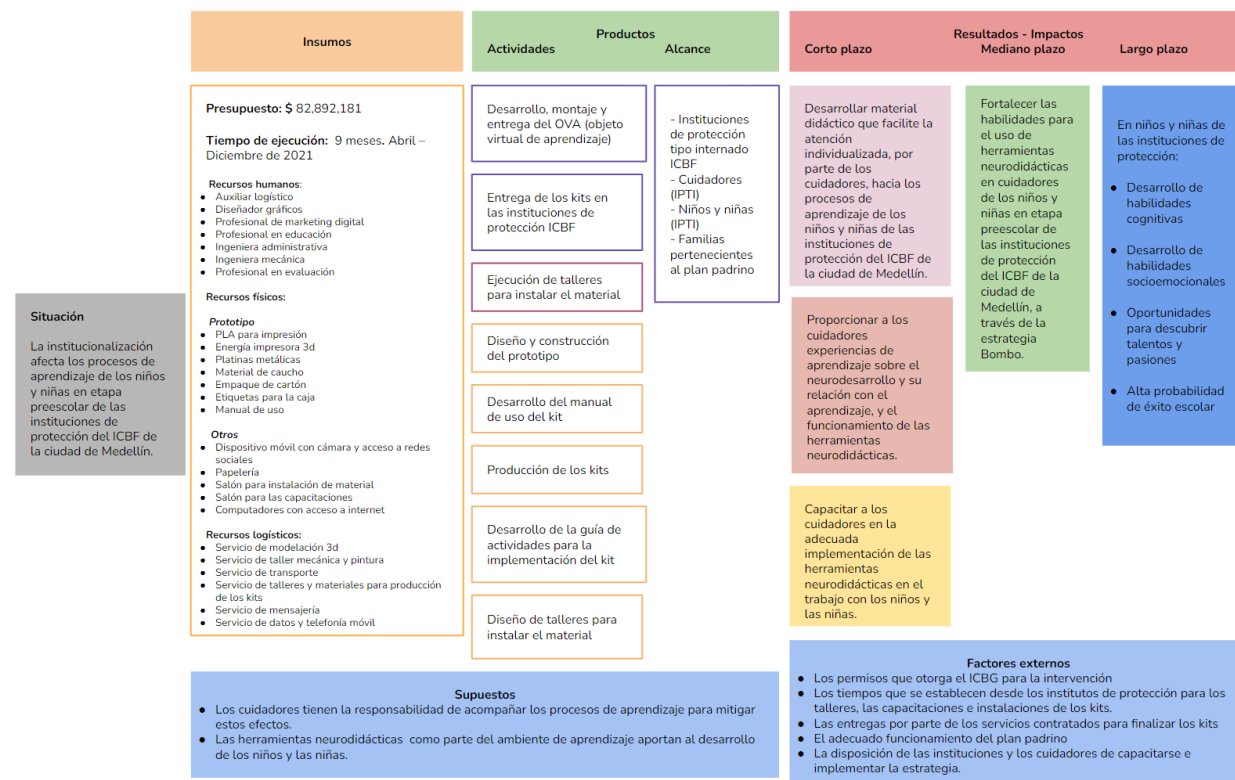 Insumos
Productos
Actividades
Alcance
Resultados - Impactos
Corto plazo
Mediano plazo
Largo plazo
Situación
La institucionalización
afecta los procesos de
aprendizaje de los niños
y niñas en etapa
preescolar de las
instituciones de
protección del ICBF de
la ciudad de Medellín.
Presupuesto: $ 82,892,181
Tiempo de ejecución: 9 meses. Abril –
Diciembre de 2021
Recursos humanos:
● Auxiliar logístico
● Diseñador gráficos
● Profesional de marketing digital
● Profesional en educación
● Ingeniera administrativa
● Ingeniera mecánica
● Profesional en evaluación
Recursos físicos:
Prototipo
● PLA para impresión
● Energía impresora 3d
● Platinas metálicas
● Material de caucho
● Empaque de cartón
● Etiquetas para la caja
● Manual de uso
Otros
● Dispositivo móvil con cámara y acceso a redes
sociales
● Papelería
● Salón para instalación de material
● Salón para las capacitaciones
● Computadores con acceso a internet
Recursos logísticos:
● Servicio de modelación 3d
● Servicio de taller mecánica y pintura
● Servicio de transporte
● Servicio de talleres y materiales para producción
de los kits
● Servicio de mensajería
● Servicio de datos y telefonía móvil
Desarrollo, montaje y
entrega del OVA (objeto
virtual de aprendizaje)
Entrega de los kits en
las instituciones de
protección ICBF
Ejecución de talleres
para instalar el material
Diseño y construcción
del prototipo
Desarrollo del manual
de uso del kit
Producción de los kits
Desarrollo de la guía de
actividades para la
implementación del kit
Diseño de talleres para
instalar el material
- Instituciones
de protección
tipo internado
ICBF
- Cuidadores
(IPTI)
- Niños y niñas
(IPTI)
- Familias
pertenecientes
al plan padrino
Desarrollar material
didáctico que facilite la
atención
individualizada, por
parte de los
cuidadores, hacia los
procesos de
aprendizaje de los
niños y niñas de las
instituciones de
protección del ICBF de
la ciudad de Medellín.
Proporcionar a los
cuidadores
experiencias de
aprendizaje sobre el
neurodesarrollo y su
relación con el
aprendizaje, y el
funcionamiento de las
herramientas
neurodidácticas.
Capacitar a los
cuidadores en la
adecuada
implementación de las
herramientas
neurodidácticas en el
trabajo con los niños y
las niñas.
Fortalecer las
habilidades para
el uso de
herramientas
neurodidácticas
en cuidadores
de los niños y
niñas en etapa
preescolar de
las instituciones
de protección
del ICBF de la
ciudad de
Medellín, a
través de la
estrategia
Bombo.
En niños y niñas de
las instituciones de
protección:
● Desarrollo de
habilidades
cognitivas
● Desarrollo de
habilidades
socioemocionales
● Oportunidades
para descubrir
talentos y
pasiones
● Alta probabilidad
de éxito escolar
Supuestos
● Los cuidadores tienen la responsabilidad de acompañar los procesos de aprendizaje para mitigar
estos efectos.
● Las herramientas neurodidácticas como parte del ambiente de aprendizaje aportan al desarrollo
de los niños y las niñas.
Factores externos
● Los permisos que otorga el ICBG para la intervención
● Los tiempos que se establecen desde los institutos de protección para los
talleres, las capacitaciones e instalaciones de los kits.
● Las entregas por parte de los servicios contratados para finalizar los kits
● El adecuado funcionamiento del plan padrino
● La disposición de las instituciones y los cuidadores de capacitarse e
implementar la estrategia.